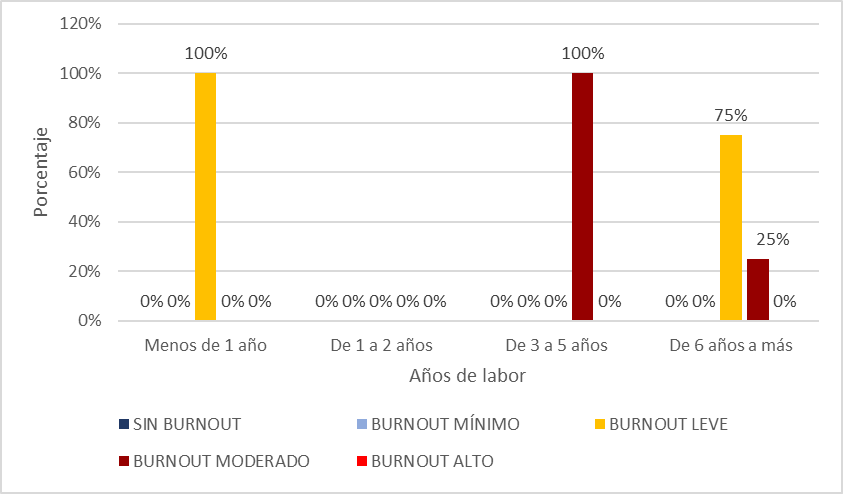 120%
100%
80%
60%
40%
20%
0%
Porcentaje
100%
100%
75%
25%
0% 0% 0% 0%
0% 0% 0% 0% 0%
0% 0% 0% 0%
0% 0% 0%
Menos de 1 año
De 1 a 2 años
De 3 a 5 años
De 6 años a más
Años de labor
SIN BURNOUT
BURNOUT MÍNIMO
BURNOUT LEVE
BURNOUT MODERADO
BURNOUT ALTO